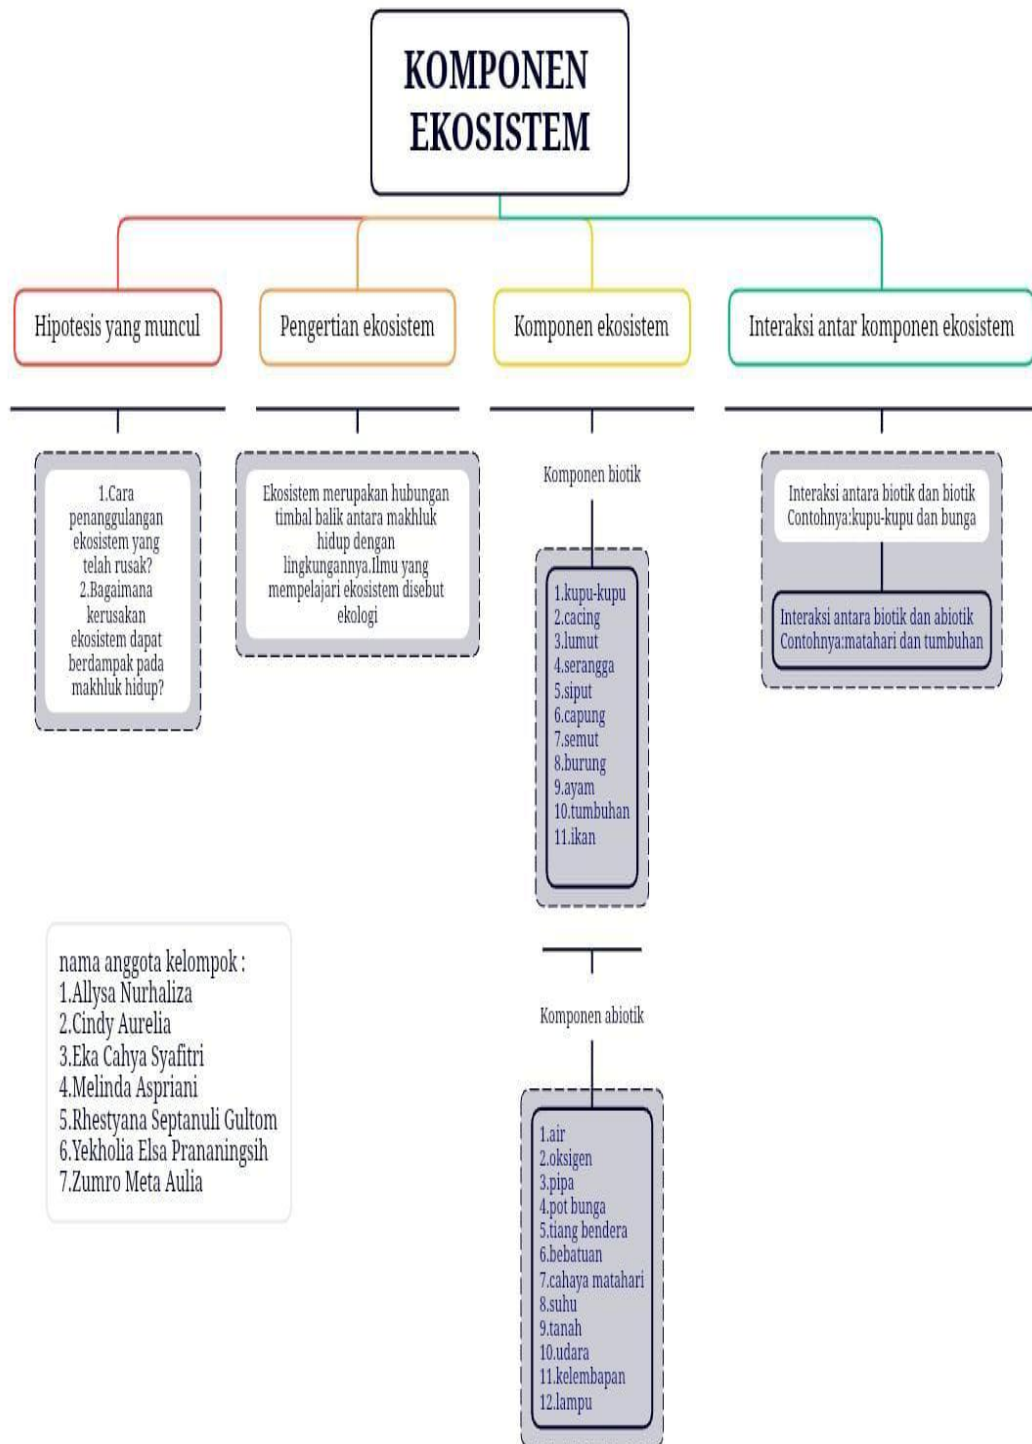 KOMPONEN
EKOSISTEM
Hipotesis yang muncul
Pengertian ekosistem
Komponen ekosistem
Interaksi antar komponen ekosistem
1.Cara
penanggulangan
ekosistem yang
telah rusak?
2.Bagaimana
kerusakan
ekosistem dapat
berdampak pada
makhluk hidup?
Ekosistem merupakan hubungan
timbal balik antara makhluk
hidup dengan
lingkungannya.Ilmu yang
mempelajari ekosistem disebut
ekologi
Komponen biotik
1.kupu-kupu
2.cacing
3.lumut
4.serangga
5.siput
6.capung
7.semut
8.burung
9.ayam
10.tumbuhan
11.ikan
Komponen abiotik
1.air
2.oksigen
3.pipa
4.pot bunga
5.tiang bendera
6.bebatuan
7.cahaya matahari
8.suhu
9.tanah
10.udara
11.kelembapan
12.lampu
Interaksi antara biotik dan biotik
Contohnya:kupu-kupu dan bunga
Interaksi antara biotik dan abiotik
Contohnya:matahari dan tumbuhan
nama anggota kelompok :
1.Allysa Nurhaliza
2.Cindy Aurelia
3.Eka Cahya Syafitri
4.Melinda Aspriani
5.Rhestyana Septanuli Gultom
6.Yekholia Elsa Prananingsih
7.Zumro Meta Aulia